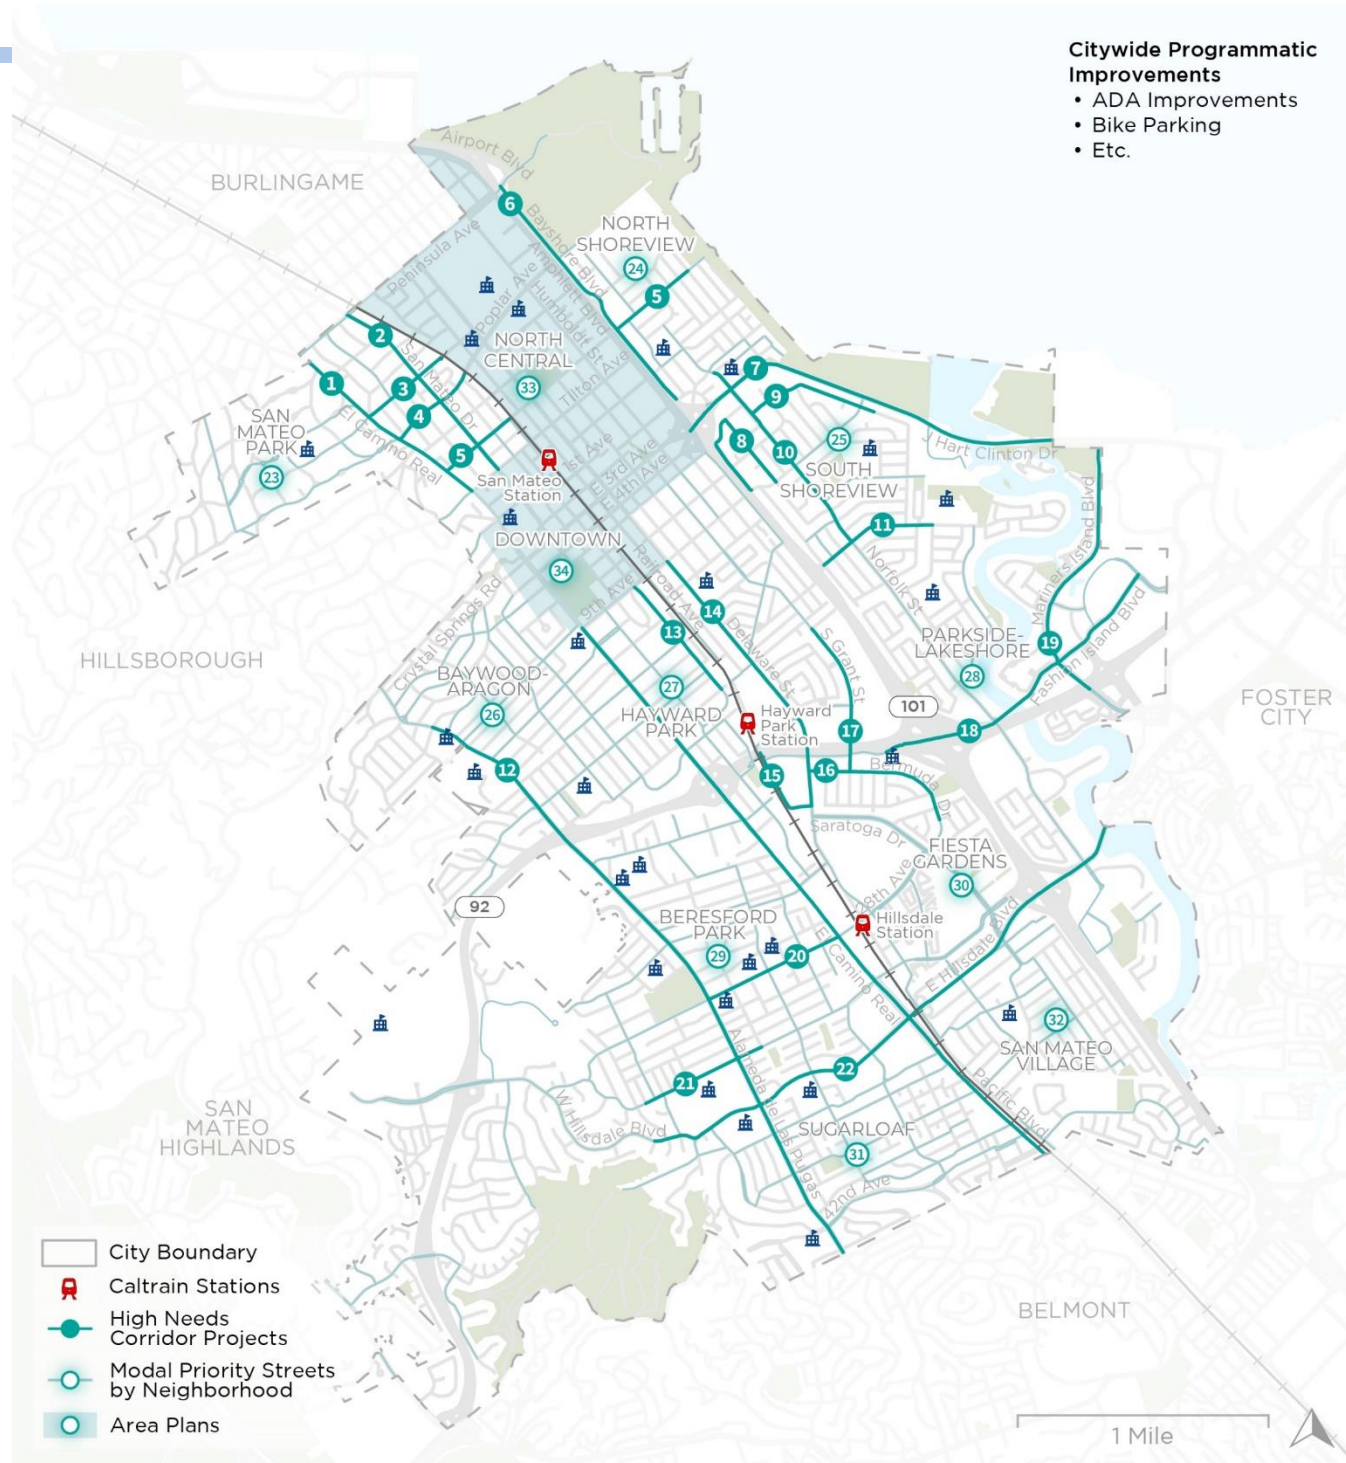 Citywide Programmatic
Improvements
• ADA Improvements
• Bike Parking
• Etc.
Airport Blvd
BURLINGAME
6
Bayshore Blvd
NORTH
SHOREVIEW
24
Peninsula Ave
Amphlett Blvd
Poplar Ave
Humboldt St
5
2
NORTH
CENTRAL
33
Tilton Ave
San Mateo Dr
1
3
4
7
9
SAN
MATEO
PARK
23
El Camino Real
5
San Mateo
Station
1st Ave
E 3rd Ave
E 4th Ave
8
10
25
SOUTH
SHOREVIEW
J Hart Clinton Dr
DOWNTOWN
34
11
Norfolk St
Mariners Island Blvd
9th Ave
Railroad Ave
Crystal Springs Rd
13
14
Delaware St
S Grant St
PARKSIDE-
LAKESHORE
28
19
Fashion Island Blvd
HILLSBOROUGH
BAYWOOD-
ARAGON
26
27
HAYWARD
PARK
Hayward
Park
Station
101
FOSTER
CITY
17
18
12
15
16
Bermuda Dr
Saratoga Dr
FIESTA
GARDENS
30
28th Ave
92
BERESFORD
PARK
29
20
Hillsdale
Station
El Camino Real
E Hillsdale Blvd
32
SAN MATEO
VILLAGE
Alameda de las Pulgas
21
22
Pacific Blvd
W Hillsdale Blvd
SAN
MATEO
HIGHLANDS
SUGARLOAF
31
42nd Ave
City Boundary
Caltrain Stations
High Needs
Corridor Projects
Modal Priority Streets
by Neighborhood
Area Plans
BELMONT
1 Mile